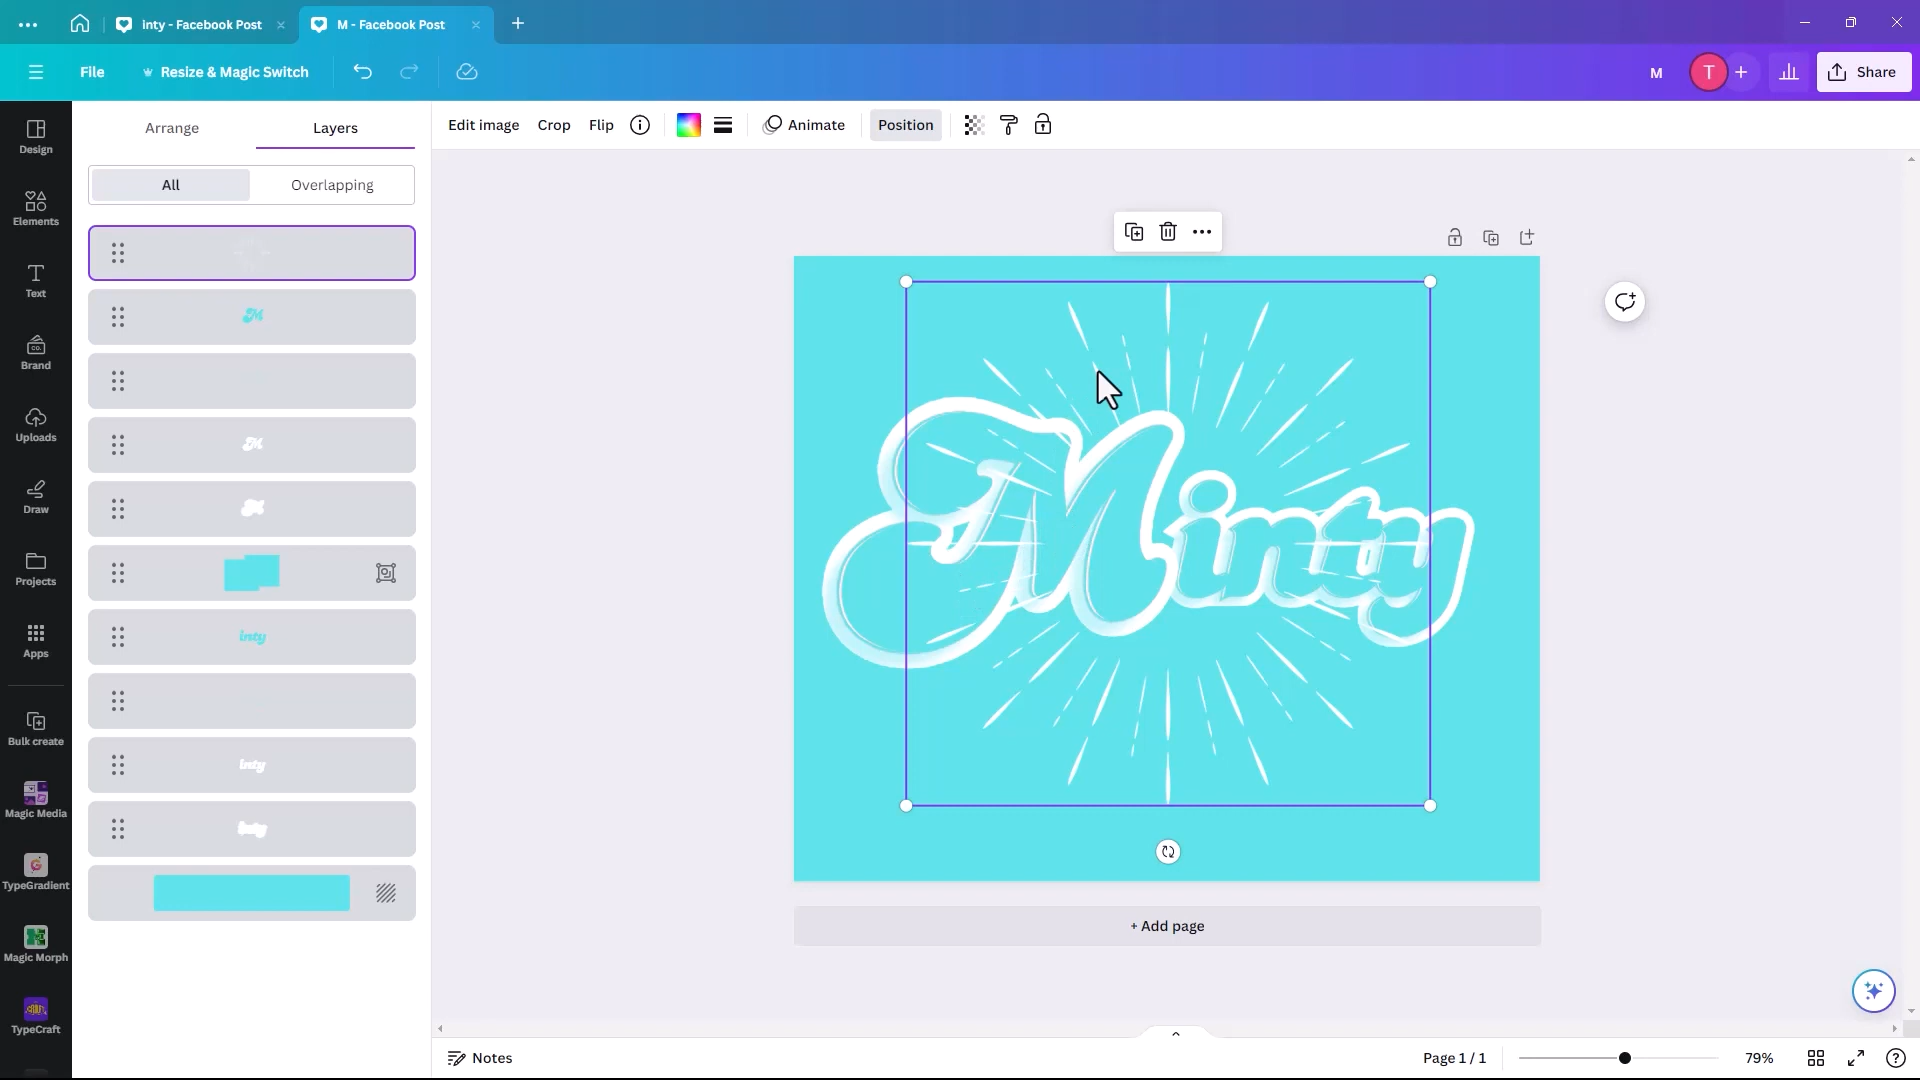 inty - Facebook Post
M - Facebook Post
File
Resize & Magic Switch
M
T
Share
Design
Elements
Text
Brand
Uploads
Draw
Projects
Apps
Bulk create
Magic Media
TypeGradient
Magic Morph
TypeCraft
Arrange
Layers
All
Overlapping
M
M
inty
inty
Edit image
Crop
Flip
Animate
Position
Minty
+ Add page
Notes
Page 1 / 1
79%